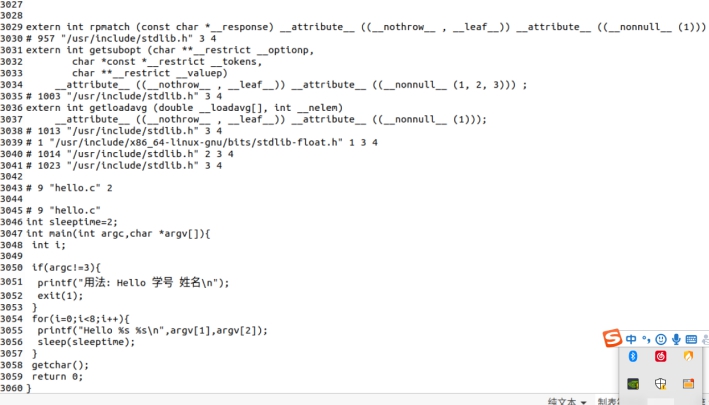 3027
3028
3029 extern int rpmatch (const char *__response) __attribute__ ((__nothrow__ , __leaf__)) __attribute__ ((__nonnull__ (1)))
3030 # 957 "/usr/include/stdlib.h" 3 4
3031 extern int getsubopt (char **__restrict __optionp,
3032 char *const *__restrict __tokens,
3033 char **__restrict __valuep)
3034 __attribute__ ((__nothrow__ , __leaf__)) __attribute__ ((__nonnull__ (1, 2, 3))) ;
3035 # 1003 "/usr/include/stdlib.h" 3 4
3036 extern int getloadavg (double __loadavg[], int __nelem)
3037 __attribute__ ((__nothrow__ , __leaf__)) __attribute__ ((__nonnull__ (1)));
3038 # 1013 "/usr/include/stdlib.h" 3 4
3039 # 1 "/usr/include/x86_64-linux-gnu/bits/stdlib-float.h" 1 3 4
3040 # 1014 "/usr/include/stdlib.h" 2 3 4
3041 # 1023 "/usr/include/stdlib.h" 3 4
3042
3043 # 9 "hello.c" 2
3044
3045 # 9 "hello.c"
3046 int sleeptime=2;
3047 int main(int argc,char *argv[]){
3048 int i;
3049
3050 if(argc!=3){
3051 printf("用法: Hello 学号 姓名\n");
3052 exit(1);
3053 }
3054 for(i=0;i<8;i++){
3055 printf("Hello %s %s\n",argv[1],argv[2]);
3056 sleep(sleeptime);
3057 }
3058 getchar();
3059 return 0;
3060 }
S 中
纯文本 制表